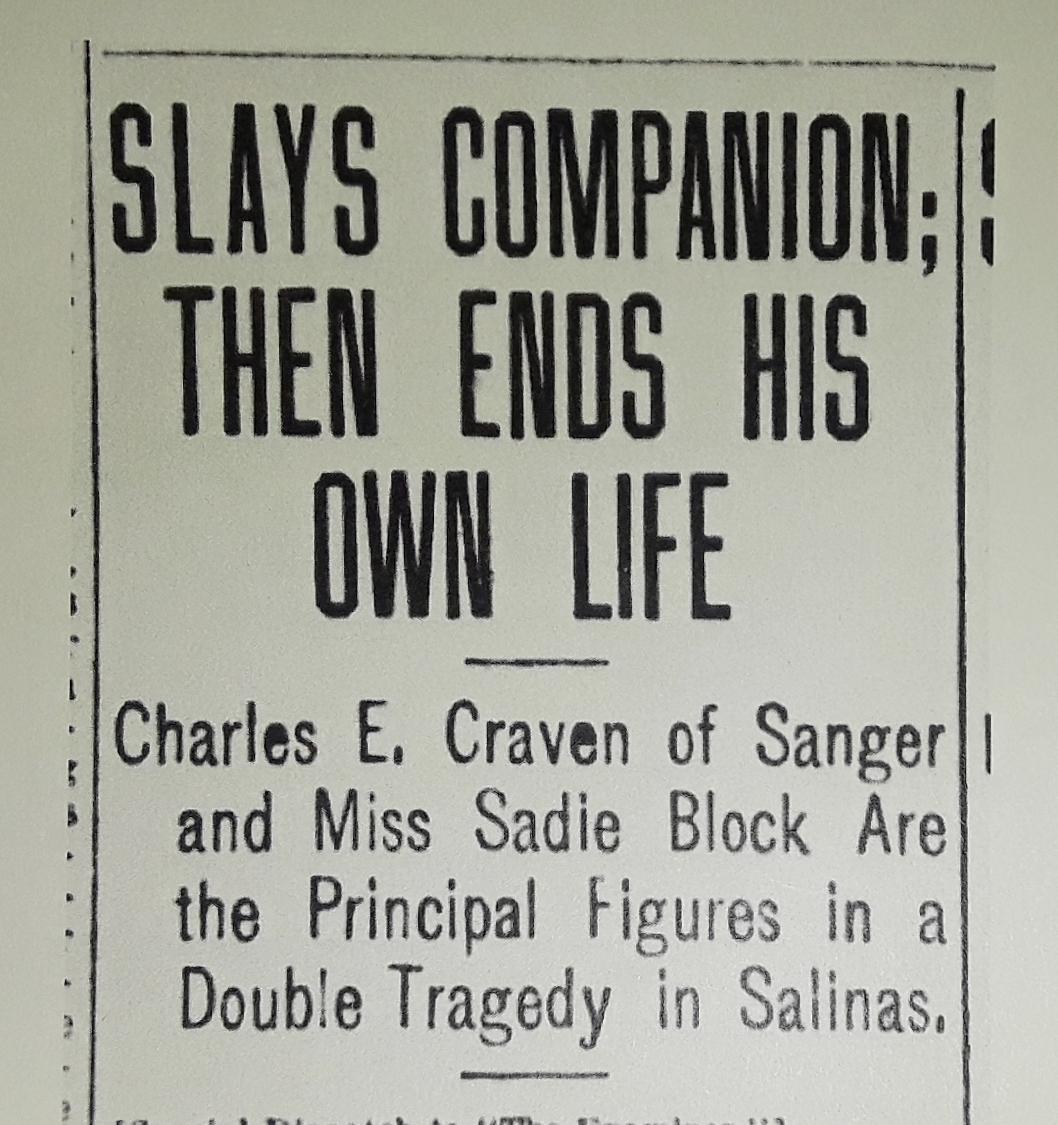 SLAYS COMPANION;
THEN ENDS HIS
OWN LIFE
Charles E. Craven of Sanger
and Miss Sadie Block Are
the Principal Figures in a
Double Tragedy in Salinas.